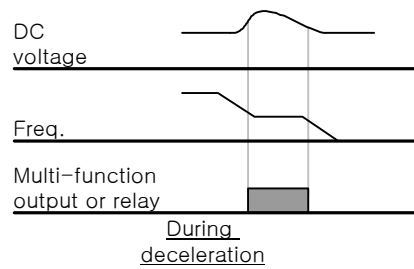 DC
voltage
Freq.
Multi-function
output or relay
During
deceleration